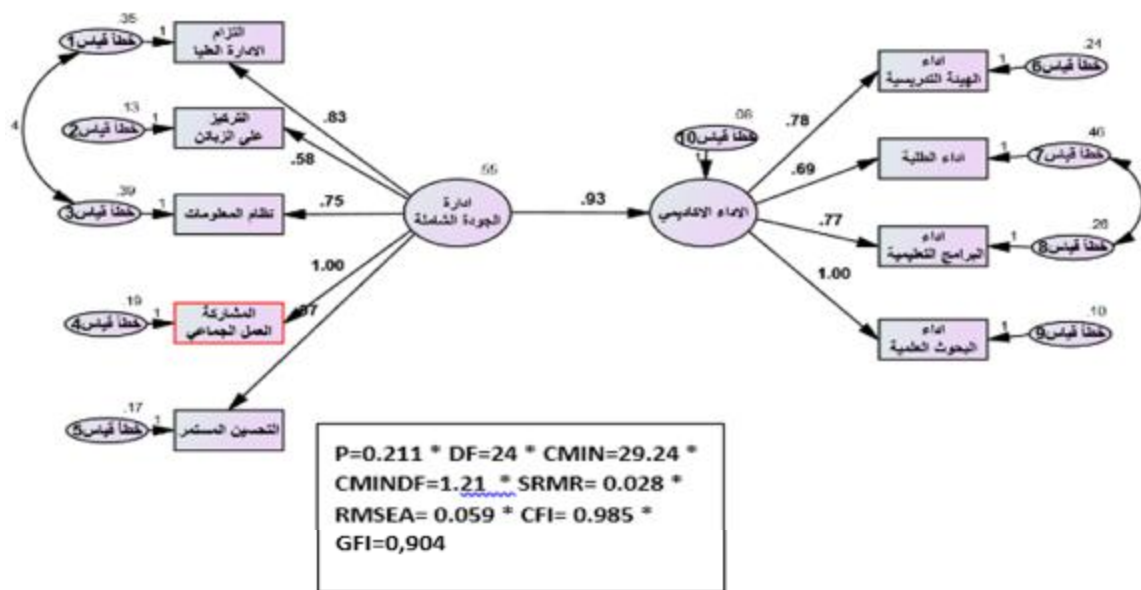 .35
خطأ قياس1
1
التزام
الادارة العليا
.13
خطأ قياس2
1
التركيز
على الزبائن
.39
خطأ قياس3
1
نظام المعلومات
4
.19
خطأ قياس4
1
المشاركة
العمل الجماعي
.17
خطأ قياس5
1
التحسين المستمر
.83
.58
.75
1.00
.97
.55
ادارة
الجودة الشاملة
.93
.06
خطأ قياس10
1
الاداء الاكاديمي
.78
.69
.77
1.00
اداء
الهيئة التدريسية
1
.24
خطأ قياس6
اداء الطلبة
1
.46
خطأ قياس7
اداء
البرامج التعليمية
1
.26
خطأ قياس8
اداء
البحوث العلمية
1
.10
خطأ قياس9
P=0.211 * DF=24 * CMIN=29.24 *
CMINDF=1.21 * SRMR= 0.028 *
RMSEA= 0.059 * CFI= 0.985 *
GFI=0,904